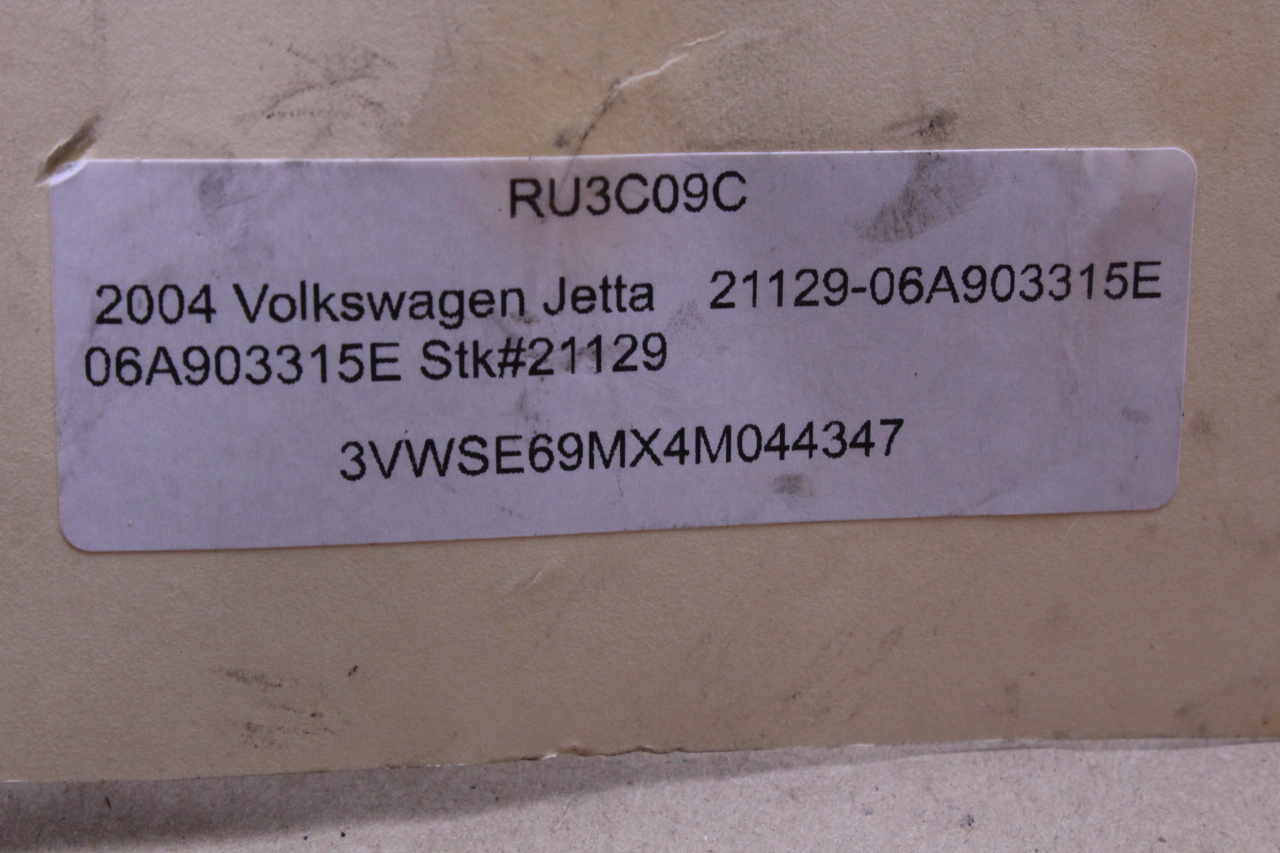 RU3C09C
2004 Volkswagen Jetta 21129-06A903315E
06A903315E Stk#21129
3VWSE69MX4M044347